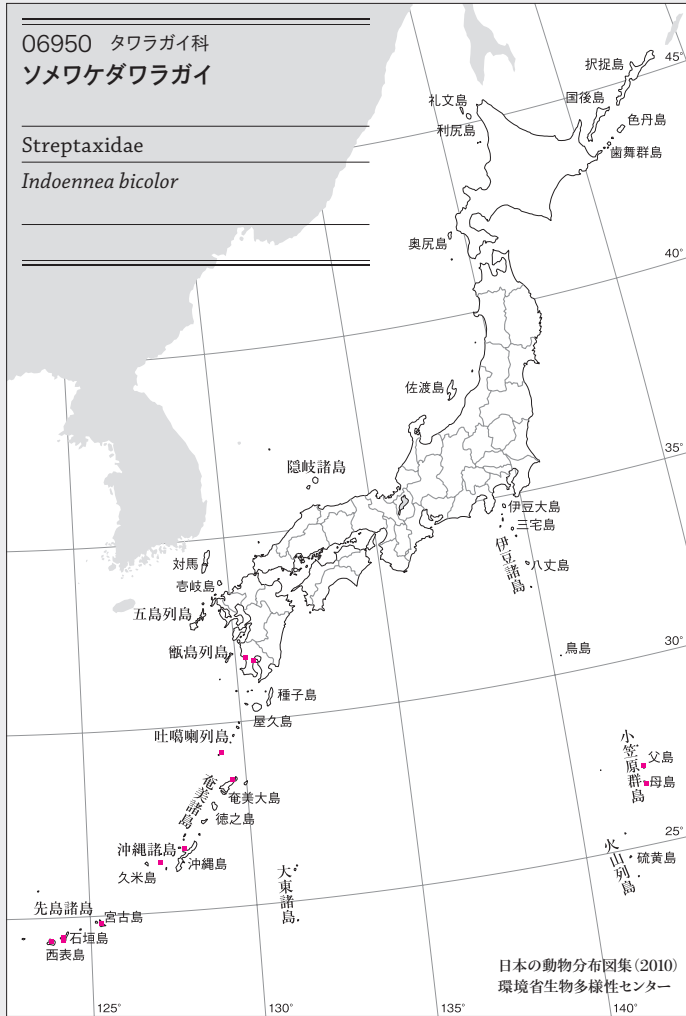 06950 タワラガイ科
ソメワケダワラガイ
Streptaxidae
Indoennea bicolor
45°
択捉島
国後島
礼文島
色丹島
利尻島
歯舞群島
奥尻島
40°
佐渡島
35°
隠岐諸島
伊豆大島
三宅島
伊豆諸島
八丈島
対馬
壱岐島
五島列島
甑島列島
鳥島
30°
種子島
屋久島
吐噶喇列島
小笠原群島
父島
母島
奄美諸島
奄美大島
徳之島
25°
沖縄諸島
沖縄島
久米島
火山列島
硫黄島
大東諸島
先島諸島
宮古島
石垣島
西表島
日本の動物分布図集(2010)
環境省生物多様性センター
125°
130°
135°
140°